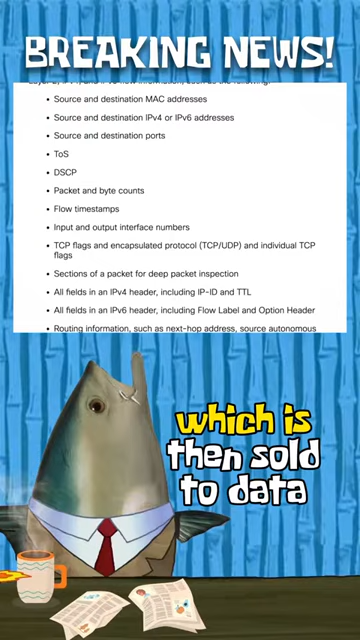 BREAKING NEWS!
Source and destination MAC addresses
Source and destination IPv4 or IPv6 addresses
Source and destination ports
ToS
DSCP
Packet and byte counts
Flow timestamps
Input and output interface numbers
TCP flags and encapsulated protocol (TCP/UDP) and individual TCP
flags
Sections of a packet for deep packet inspection
All fields in an IPv4 header, including IP-ID and TTL
All fields in an IPv6 header, including Flow Label and Option Header
Routing information, such as next-hop address, source autonomous
which is
then sold
to data